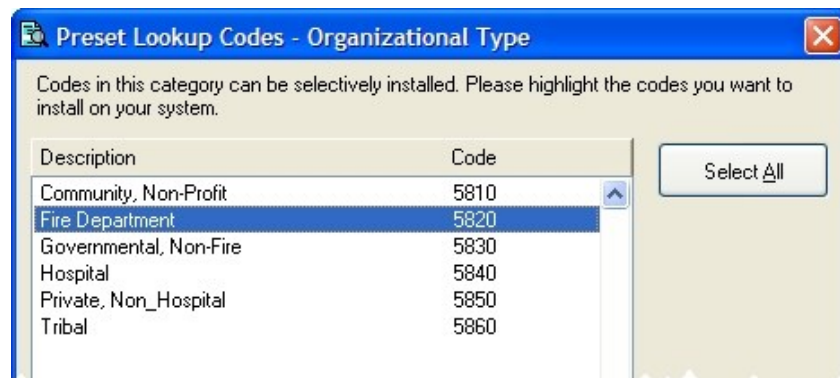 Preset Lookup Codes - Organizational Type
Codes in this category can be selectively installed. Please highlight the codes you want to
install on your system.
Description Code
Select All
Community, Non-Profit 5810
Fire Department 5820
Governmental, Non-Fire 5830
Hospital 5840
Private, Non_Hospital 5850
Tribal 5860